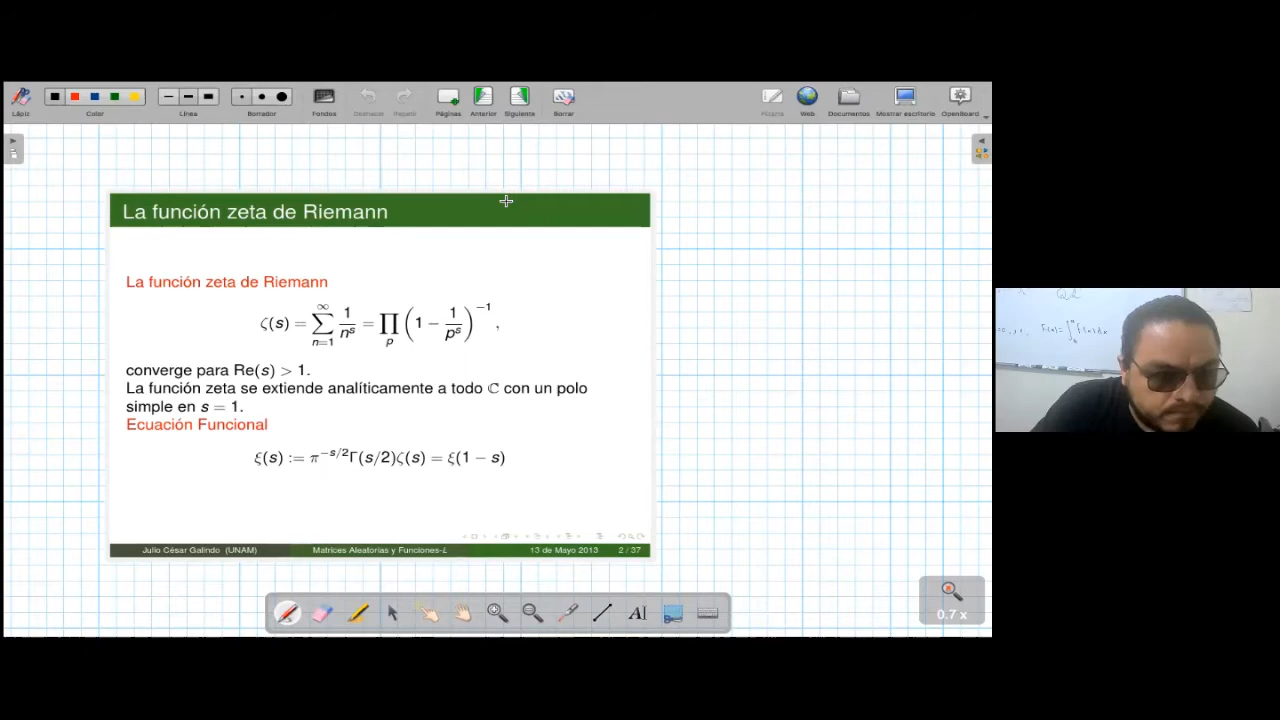 Lápiz Color Línea Borrador Fondos Deshacer Repetir Páginas Anterior Siguiente Borrar Pizarra Web Documentos Mostrar escritorio OpenBoard
La función zeta de Riemann
La función zeta de Riemann
ζ(s) = ∑_{n=1}^{∞} 1/n^s = ∏_p (1 − 1/p^s)^{−1},
converge para Re(s) > 1.
La función zeta se extiende analíticamente a todo ℂ con un polo
simple en s = 1.
Ecuación Funcional
ξ(s) := π^{−s/2}Γ(s/2)ζ(s) = ξ(1 − s)
Julio César Galindo (UNAM) Matrices Aleatorias y Funciones-L 13 de Mayo 2013 2 / 37
AI
0.7 x